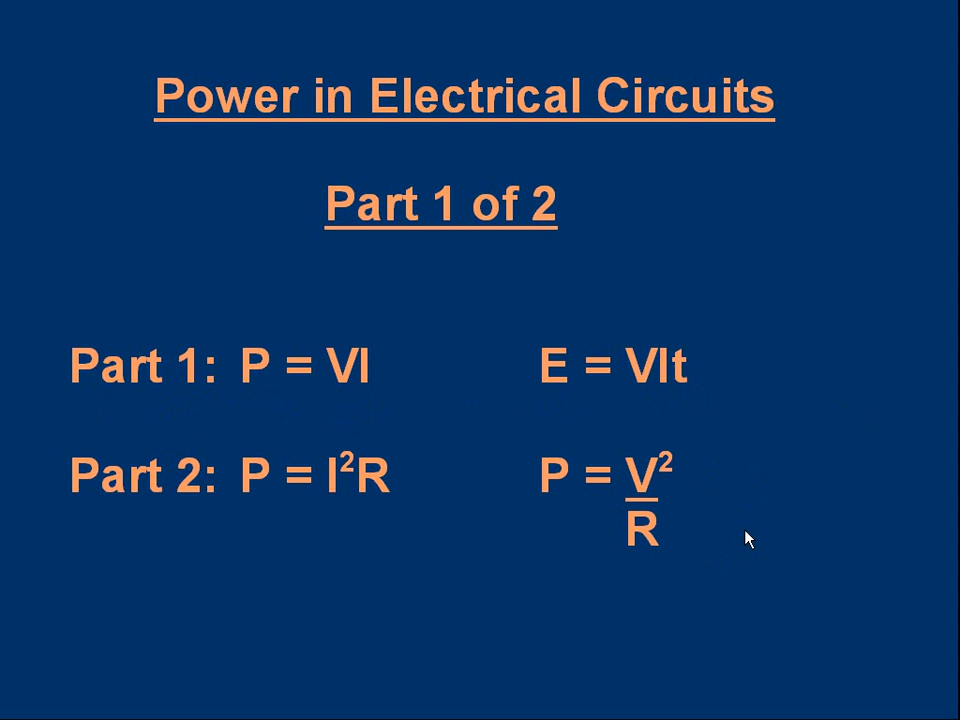 Power in Electrical Circuits
Part 1 of 2
Part 1: P = VI E = VIt
Part 2: P = I²R P = V²
R